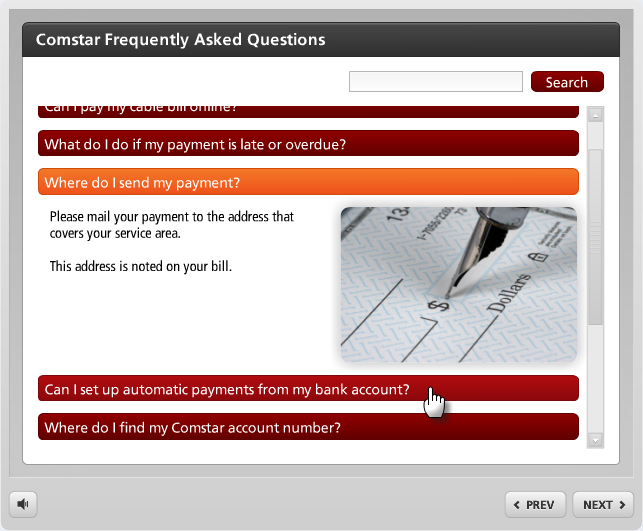 Comstar Frequently Asked Questions
Search
Can I pay my cable bill online?
What do I do if my payment is late or overdue?
Where do I send my payment?
Please mail your payment to the address that
covers your service area.
This address is noted on your bill.
$
Dollars
Can I set up automatic payments from my bank account?
Where do I find my Comstar account number?
PREV
NEXT